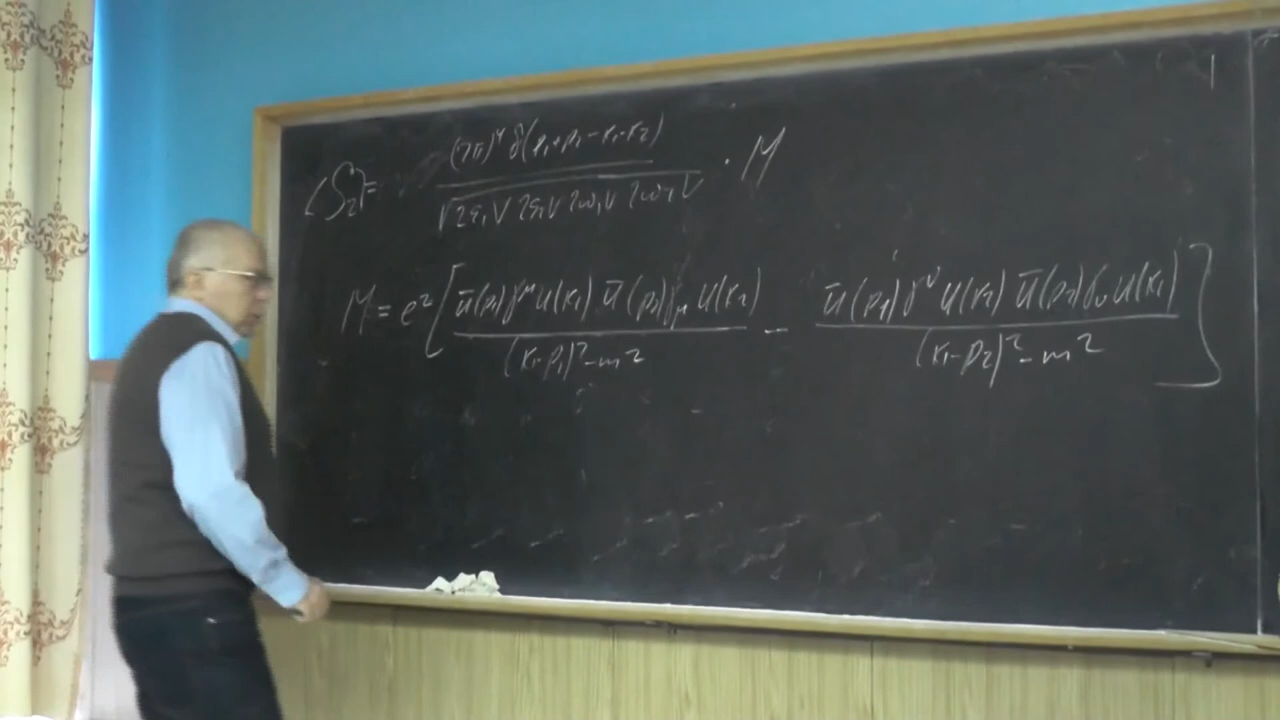 ⟨S₂⟩ = (2π)⁴ δ(p₁+p₂-k₁-k₂) / √2ε₁V 2ε₁V 2ω₁V 2ω₂V · M
M = e² [ ū(p₁)γ^μ u(k₁) ū(p₂)γ_μ u(k₂) / (k₁-p₁)²-m² - ū(p₁)γ^ν u(k₂) ū(p₂)γ_ν u(k₁) / (k₁-p₂)²-m² ]